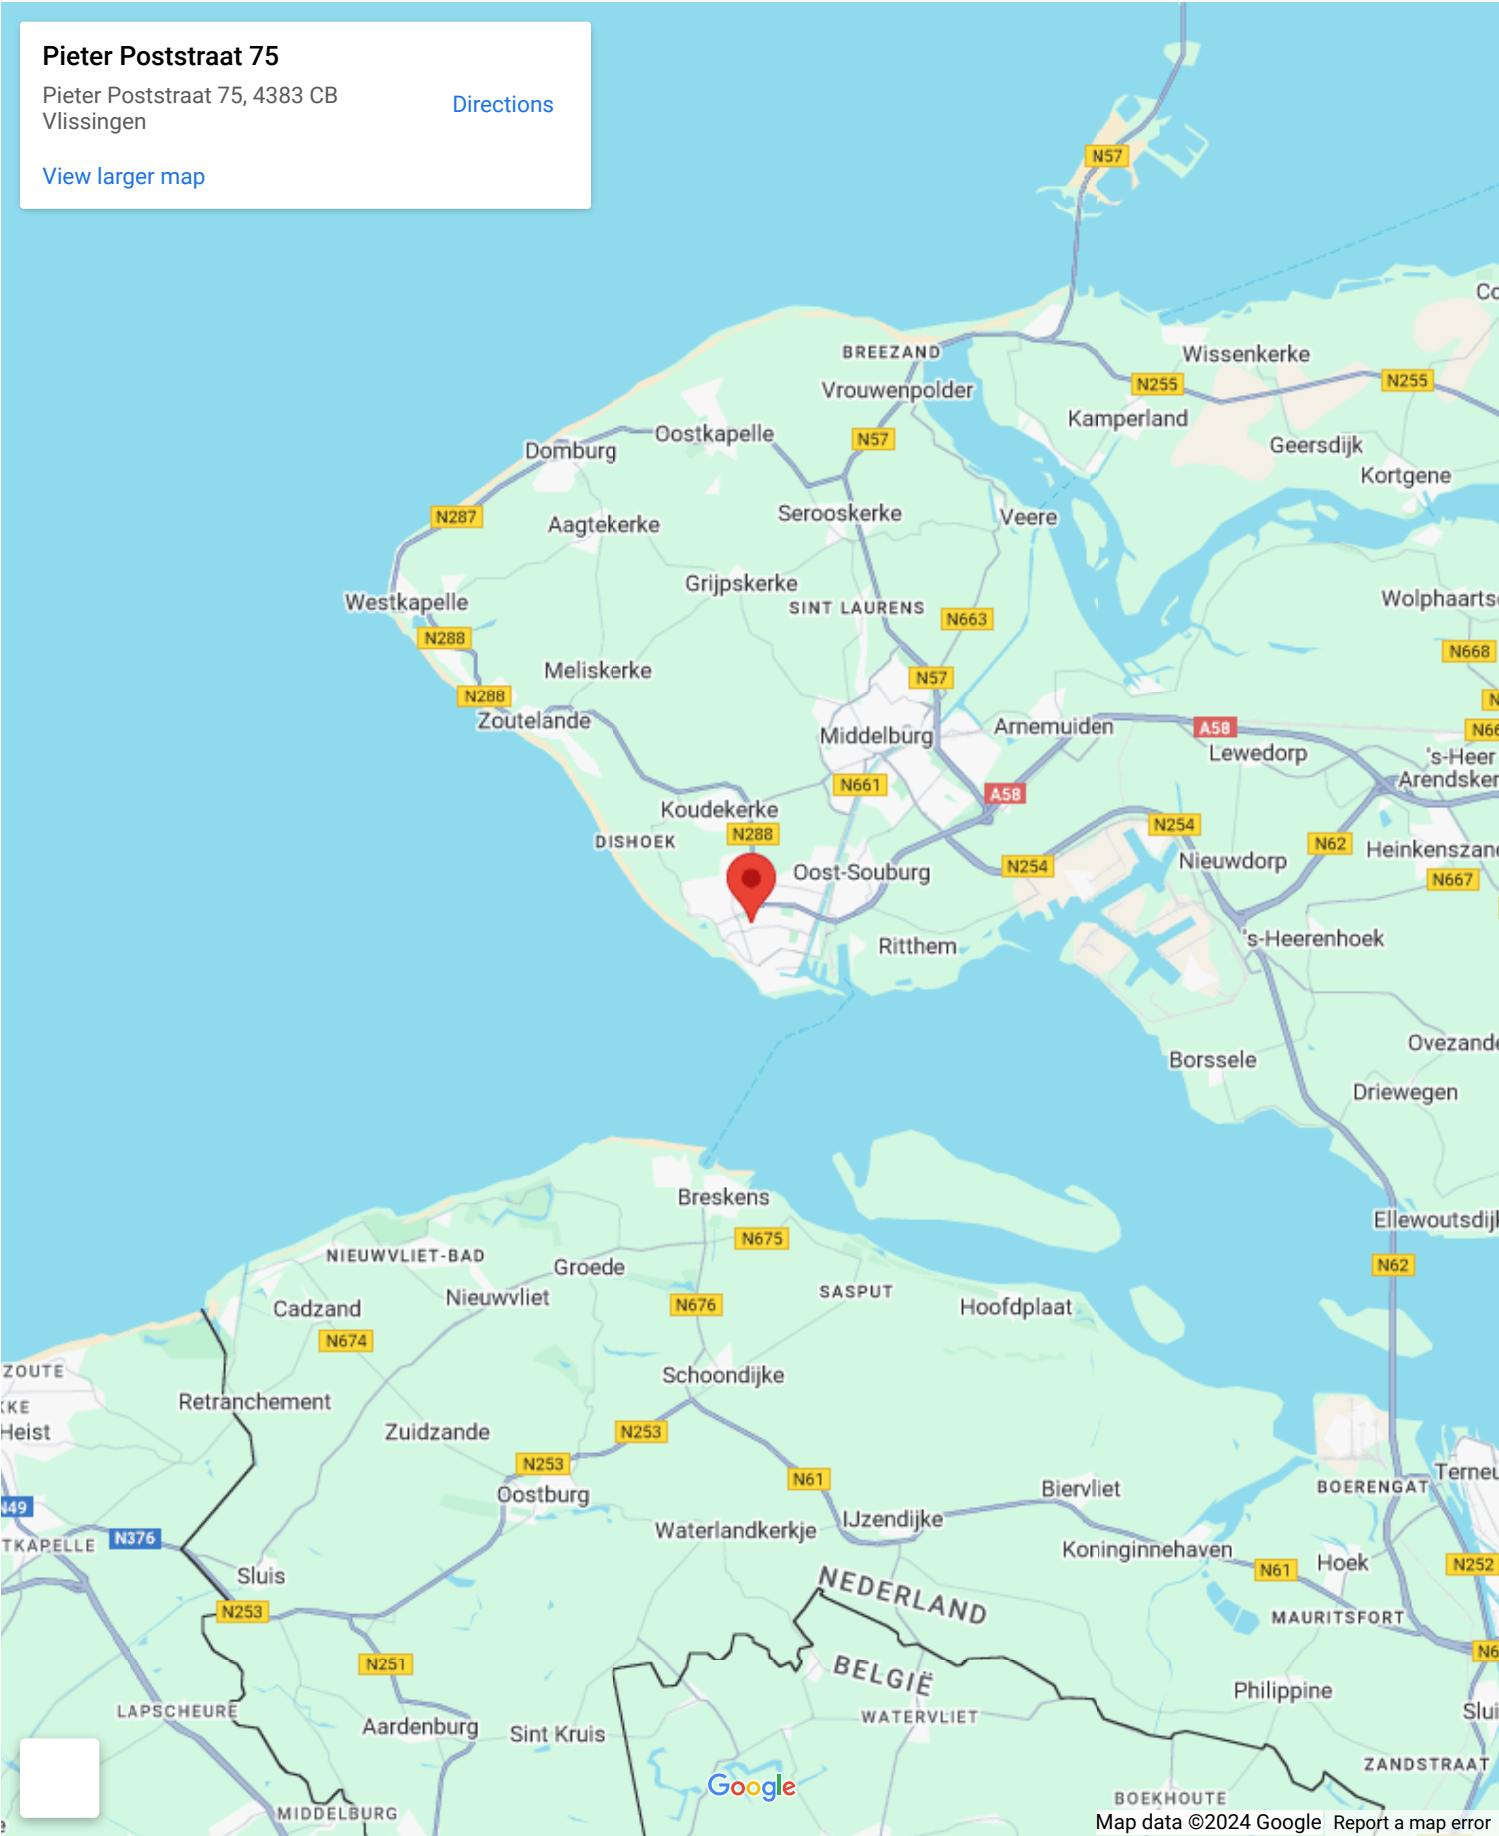 Pieter Poststraat 75
Pieter Poststraat 75, 4383 CB
Vlissingen
Directions
View larger map
N57
BREEZAND
Wissenkerke
N255
N255
Vrouwenpolder
Kamperland
Oostkapelle
N57
Domburg
Geersdijk
Kortgene
N287
Aagtekerke
Serooskerke
Veere
Grijpskerke
Westkapelle
SINT LAURENS
N663
N288
N668
Meliskerke
N57
N288
Zoutelande
Middelburg
Arnemuiden
A58
Lewedorp
's-Heer
N661
A58
Koudekerke
N288
DISHOEK
N254
N62
Oost-Souburg
N254
Nieuwdorp
N667
Ritthem
's-Heerenhoek
Borssele
Driewegen
Breskens
N675
NIEUWVLIET-BAD
Groede
N62
Nieuwvliet
SASPUT
Cadzand
N676
Hoofdplaat
N674
ZOUTE
Schoondijke
Retranchement
KKE
Heist
Zuidzande
N253
N253
N61
Oostburg
Biervliet
BOERENGAT
N49
IJzendijke
Waterlandkerkje
N376
TKAPELLE
Koninginnehaven
N61
Hoek
N252
Sluis
NEDERLAND
N253
MAURITSFORT
N251
BELGIË
Philippine
LAPSCHEURE
Aardenburg
Sint Kruis
WATERVLIET
Slui
ZANDSTRAAT
Google
BOEKHOUTE
MIDDELBURG
Map data ©2024 Google
Report a map error